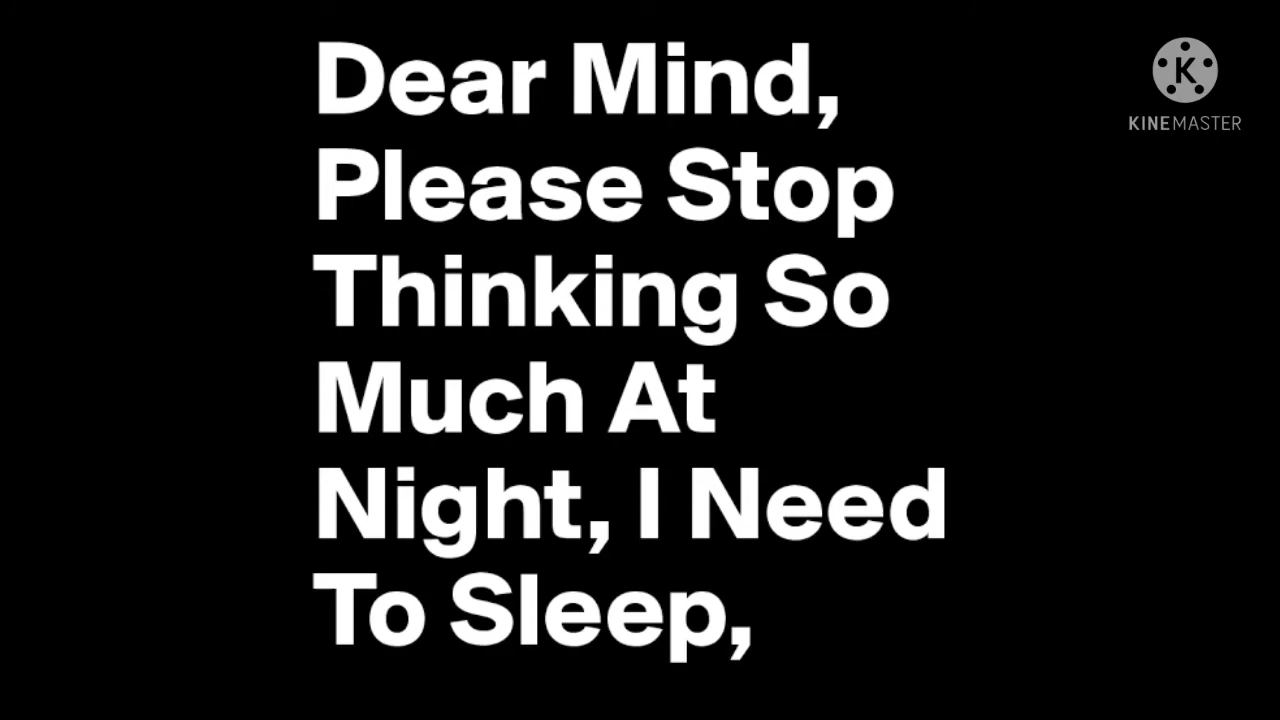 Dear Mind,
Please Stop
Thinking So
Much At
Night, I Need
To Sleep,
K
KINEMASTER